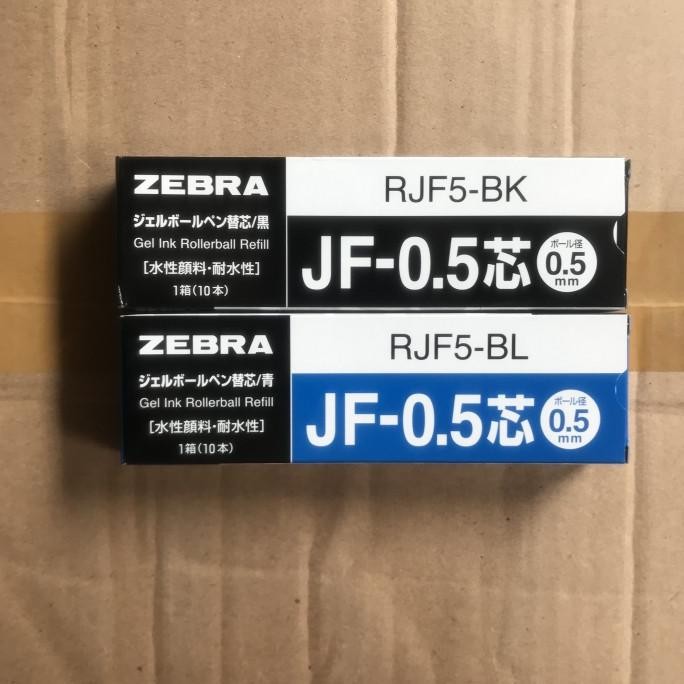 ZEBRA
ジェルボールペン替芯/黒
Gel Ink Rollerball Refill
[水性顔料・耐水性]
1箱(10本)
RJF5-BK
JF-0.5芯
ボール径
0.5
mm
ZEBRA
ジェルボールペン替芯/青
Gel Ink Rollerball Refill
[水性顔料・耐水性]
1箱(10本)
RJF5-BL
JF-0.5芯
ボール径
0.5
mm